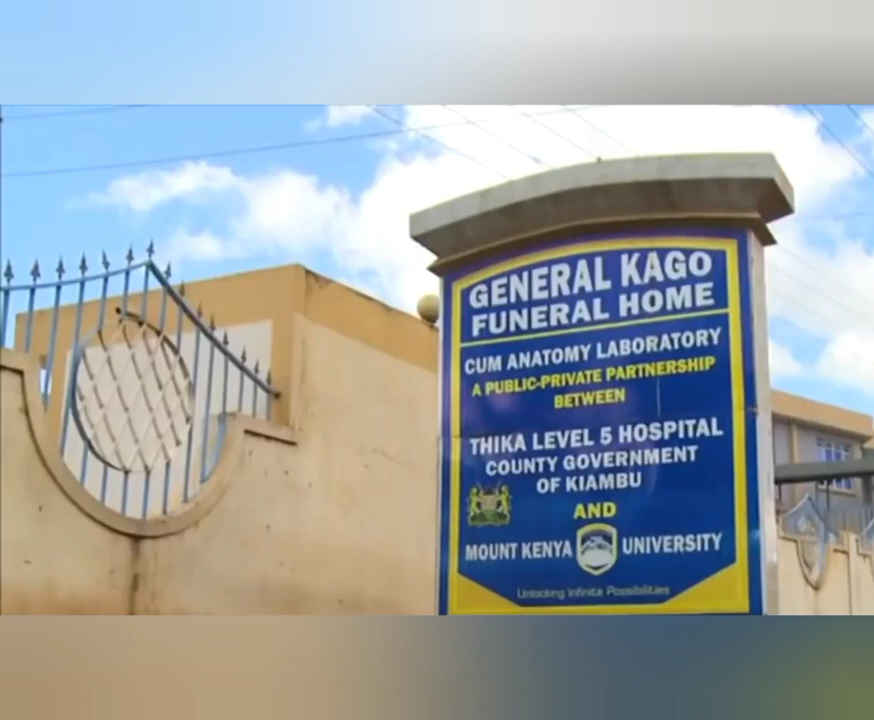 GENERAL KAGO
FUNERAL HOME
CUM ANATOMY LABORATORY
A PUBLIC-PRIVATE PARTNERSHIP
BETWEEN
THIKA LEVEL 5 HOSPITAL
COUNTY GOVERNMENT
OF KIAMBU
AND
MOUNT KENYA UNIVERSITY
Unlocking Infinite Possibilities